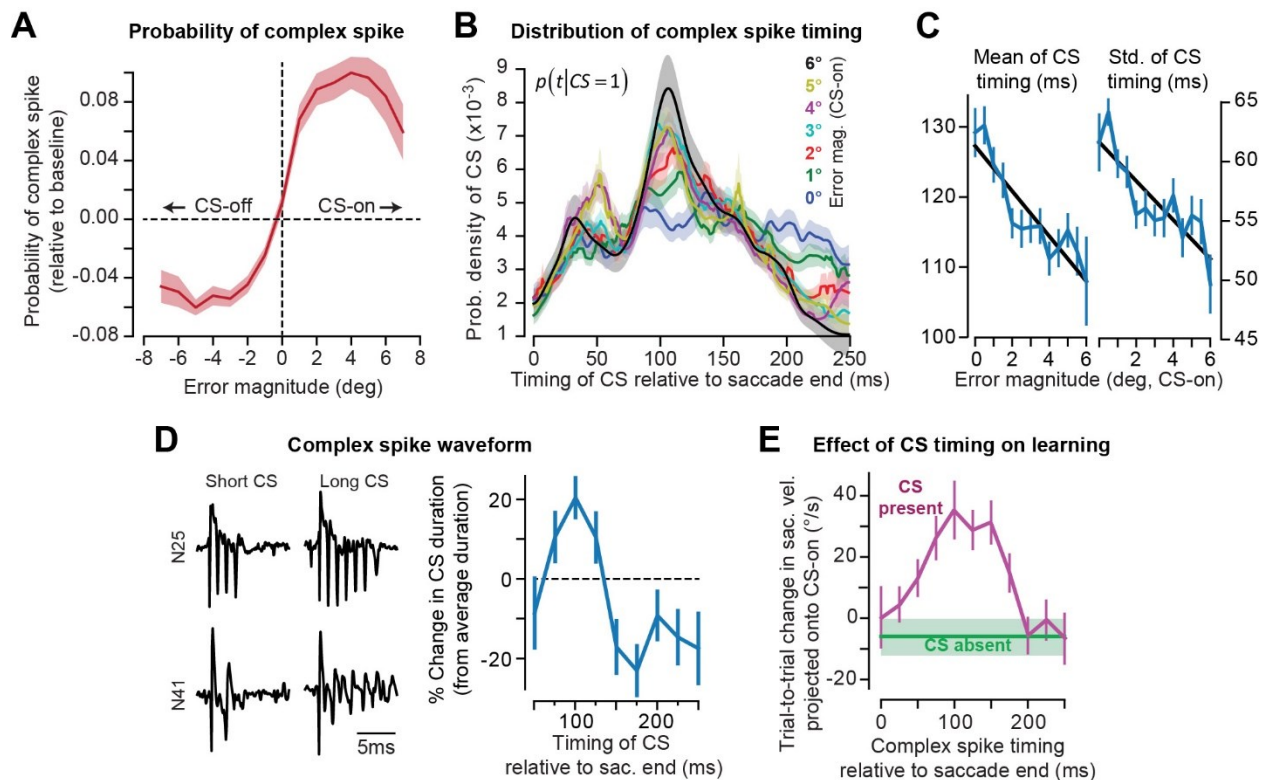 A
Probability of complex spike
Probability of complex spike
(relative to baseline)
0.08
0.04
0.00
-0.04
-0.08
← CS-off
CS-on →
-8 -6 -4 -2 0 2 4 6 8
Error magnitude (deg)
B
Distribution of complex spike timing
p(t|CS = 1)
Prob. density of CS (x10⁻³)
9
8
7
6
5
4
3
2
1
6°
5°
4°
3°
2°
1°
0°
Error mag. (CS-on)
0 50 100 150 200 250
Timing of CS relative to saccade end (ms)
C
Mean of CS
timing (ms)
Std. of CS
timing (ms)
130
120
110
100
65
60
55
50
45
0 2 4 6
0 2 4 6
Error magnitude (deg, CS-on)
D
Complex spike waveform
Short CS
Long CS
N25
N41
5ms
% Change in CS duration
(from average duration)
20
0
-20
100 200
Timing of CS
relative to sac. end (ms)
E
Effect of CS timing on learning
Trial-to-trial change in sac. vel.
projected onto CS-on (°/s)
40
20
0
-20
CS
present
CS absent
0 100 200
Complex spike timing
relative to saccade end (ms)